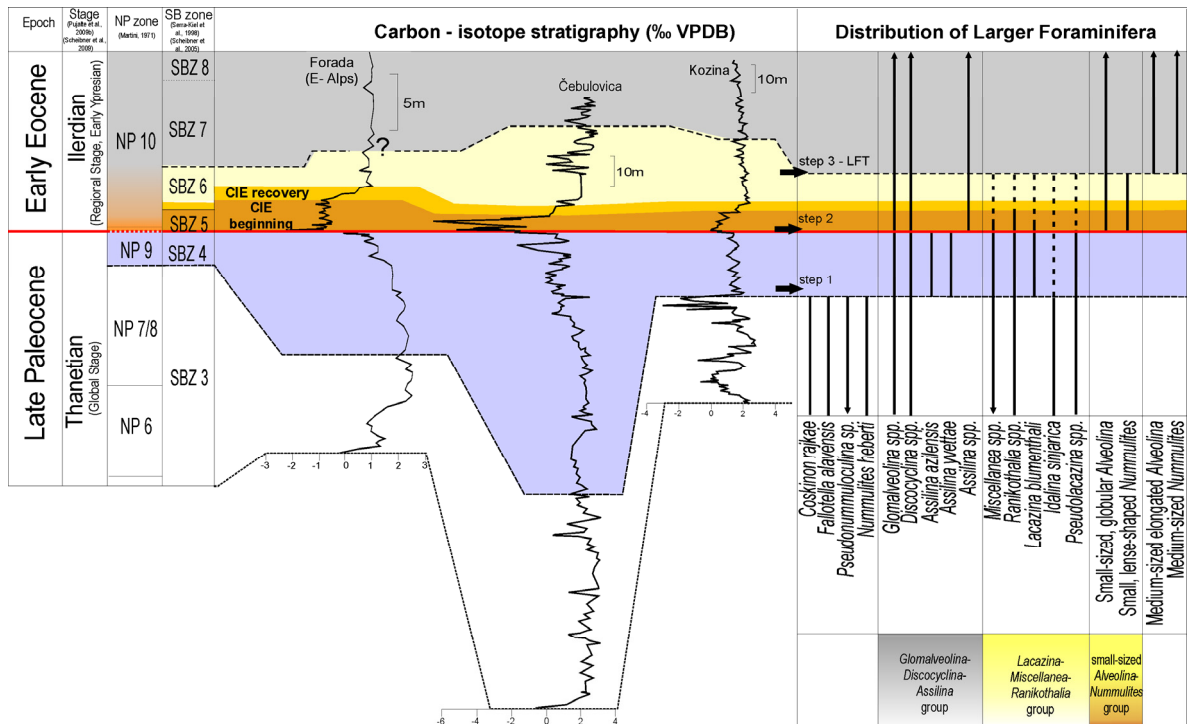 Epoch
Stage
(Pujalte et al.,
2009b)
(Scheibner et al.,
2009)
NP zone
(Martini, 1971)
SB zone
(Serra-Kiel et
al., 1998)
(Scheibner et
al., 2005)
Carbon - isotope stratigraphy (‰ VPDB)
Distribution of Larger Foraminifera
Early Eocene
Late Paleocene
Ilerdian
(Regional Stage, Early Ypresian)
Thanetian
(Global Stage)
NP 10
NP 9
NP 7/8
NP 6
SBZ 8
SBZ 7
SBZ 6
SBZ 5
SBZ 4
SBZ 3
Forada
(E- Alps)
5m
?
CIE recovery
CIE
beginning
Čebulovica
10m
Kozina
10m
step 3 - LFT
step 2
step 1
-3 -2 -1 0 1 2 3
-6 -4 -2 0 2 4
-4 -2 0 2 4
Coskinon rajkae
Fallotella alavensis
Pseudonummoloculina sp.
Nummulites heberti
Glomalveolina spp.
Discocyclina spp.
Assilina azilensis
Assilina yvettae
Assilina spp.
Miscellanea spp.
Ranikothalia spp.
Lacazina blumenthali
Idalina sinjarica
Pseudolacazina spp.
Small-sized, globular Alveolina
Small, lense-shaped Nummulites
Medium-sized elongated Alveolina
Medium-sized Nummulites
Glomalveolina-
Discocyclina-
Assilina
group
Lacazina-
Miscellanea-
Ranikothalia
group
small-sized
Alveolina-
Nummulites
group